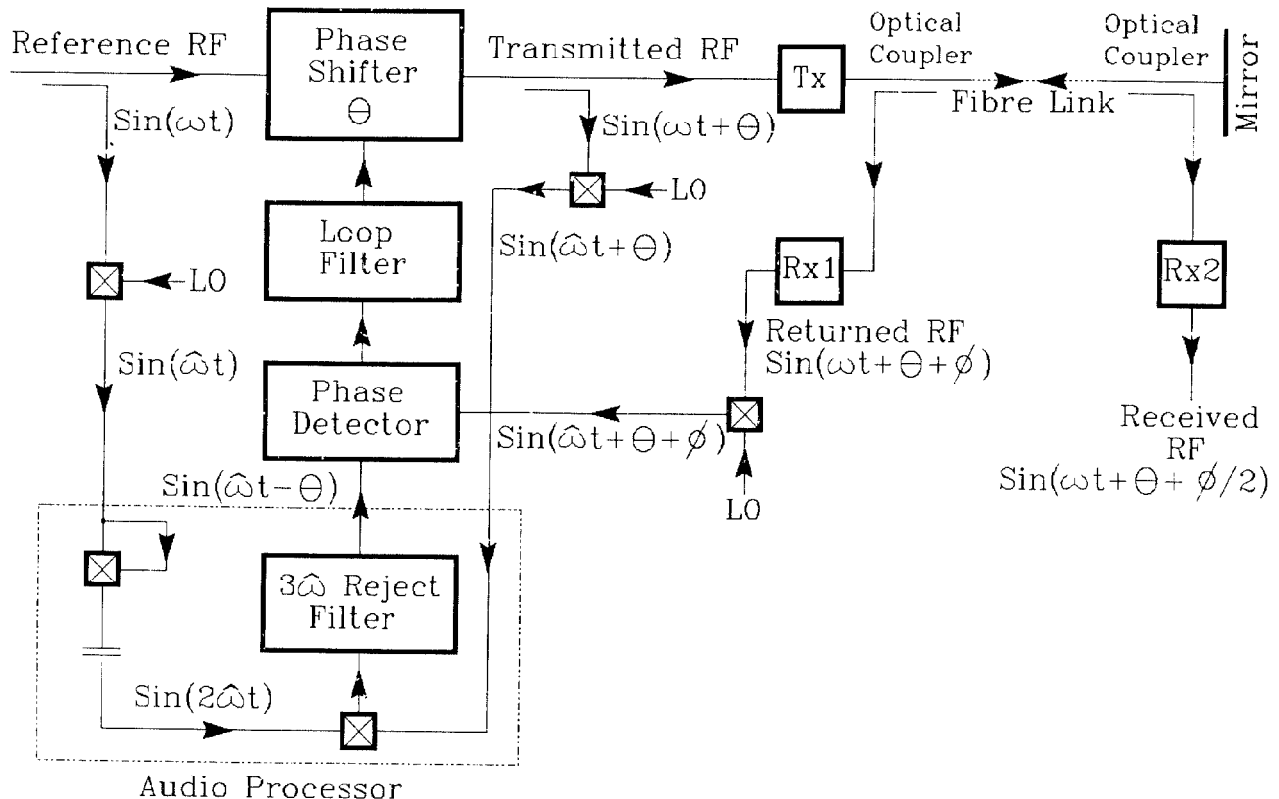 Reference RF
Phase
Shifter
Θ
Transmitted RF
Tx
Optical
Coupler
Optical
Coupler
Fibre Link
Mirror
Sin(ωt)
Sin(ωt+Θ)
LO
Loop
Filter
Sin(ω̂t+Θ)
LO
Rx1
Rx2
Sin(ω̂t)
Returned RF
Sin(ωt+Θ+ϕ)
Phase
Detector
Sin(ω̂t+Θ+ϕ)
LO
Received
RF
Sin(ωt+Θ+ϕ/2)
Sin(ω̂t-Θ)
3ω̂ Reject
Filter
Sin(2ω̂t)
Audio Processor